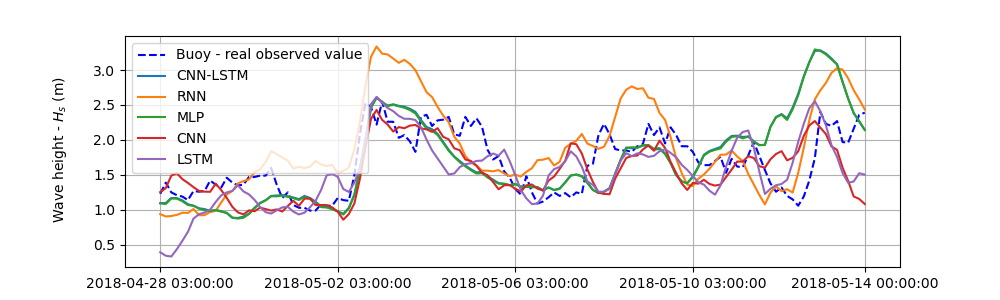 Buoy - real observed value
CNN-LSTM
RNN
MLP
CNN
LSTM
Wave height - Hₛ (m)
3.0
2.5
2.0
1.5
1.0
0.5
2018-04-28 03:00:00
2018-05-02 03:00:00
2018-05-06 03:00:00
2018-05-10 03:00:00
2018-05-14 00:00:00